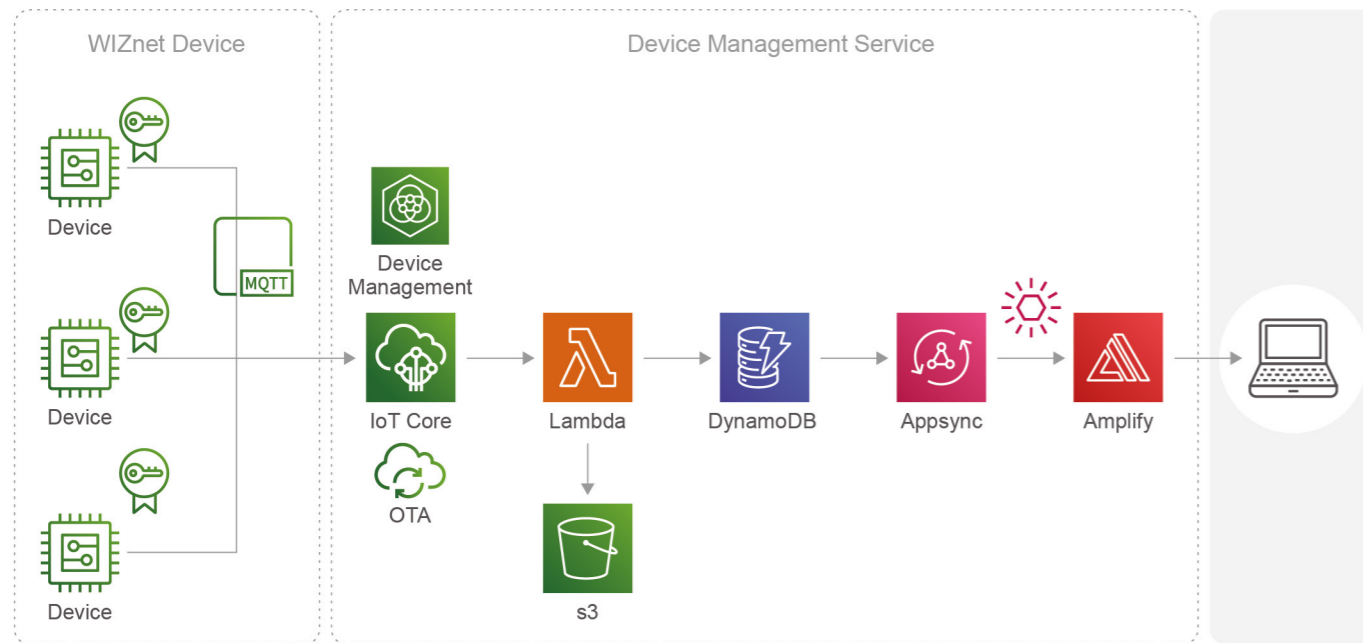 WIZnet Device
Device Management Service
Device
MQTT
Device
Device
Device
Management
IoT Core
OTA
Lambda
s3
DynamoDB
Appsync
Amplify